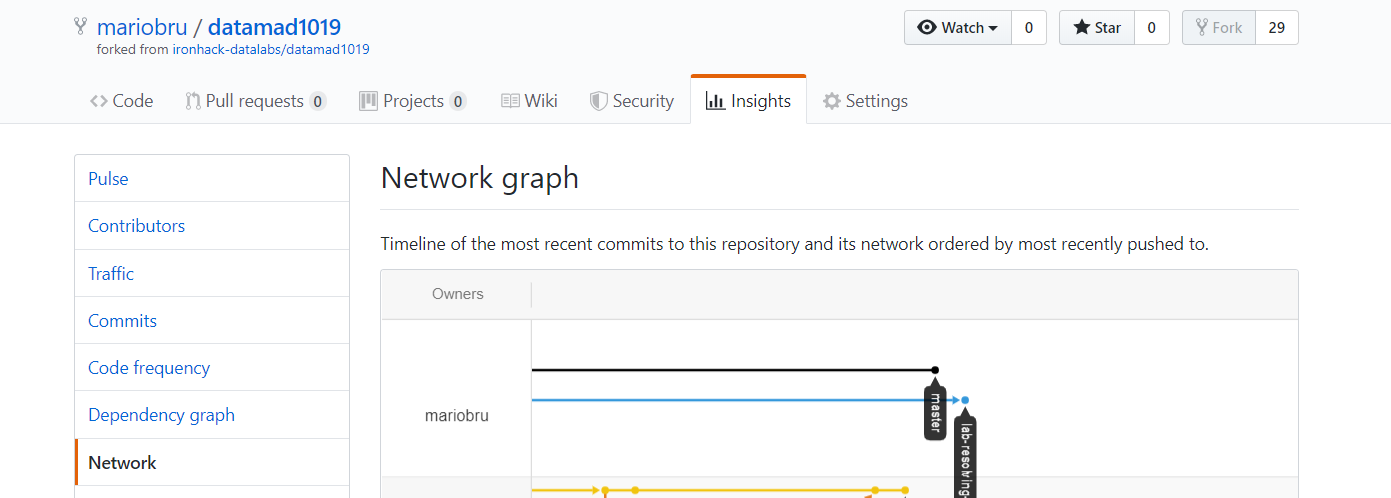 mariobru / datamad1019
forked from ironhack-datalabs/datamad1019
Watch 0 Star 0 Fork 29
Code Pull requests 0 Projects 0 Wiki Security Insights Settings
Pulse
Contributors
Traffic
Commits
Code frequency
Dependency graph
Network
Network graph
Timeline of the most recent commits to this repository and its network ordered by most recently pushed to.
Owners
mariobru
master